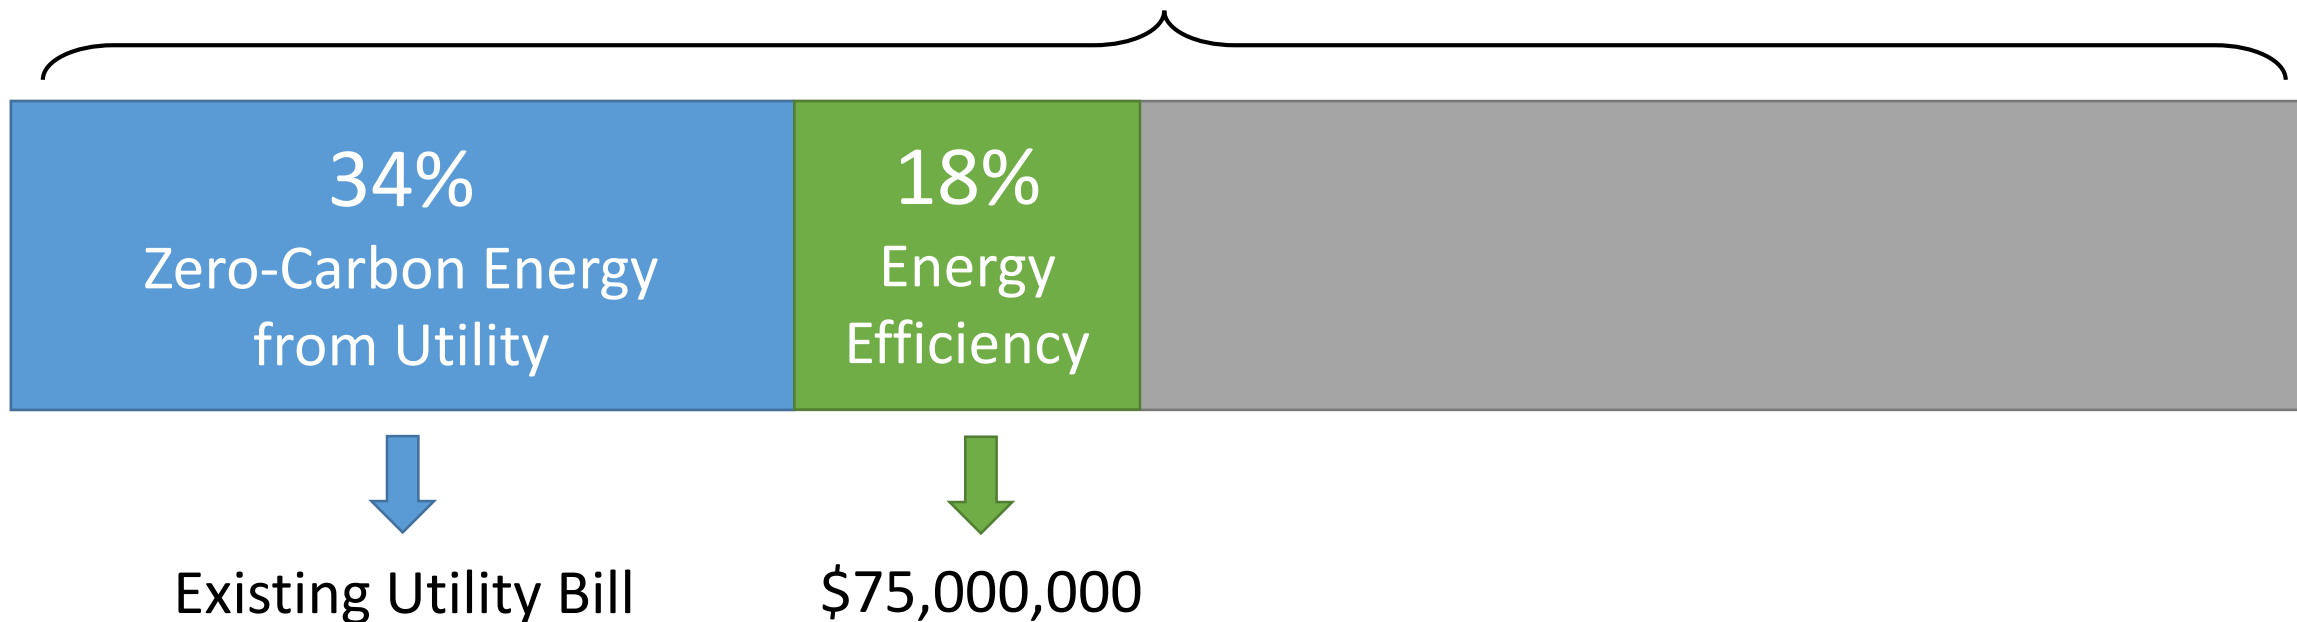 34%
Zero-Carbon Energy
from Utility
18%
Energy
Efficiency
Existing Utility Bill
$75,000,000